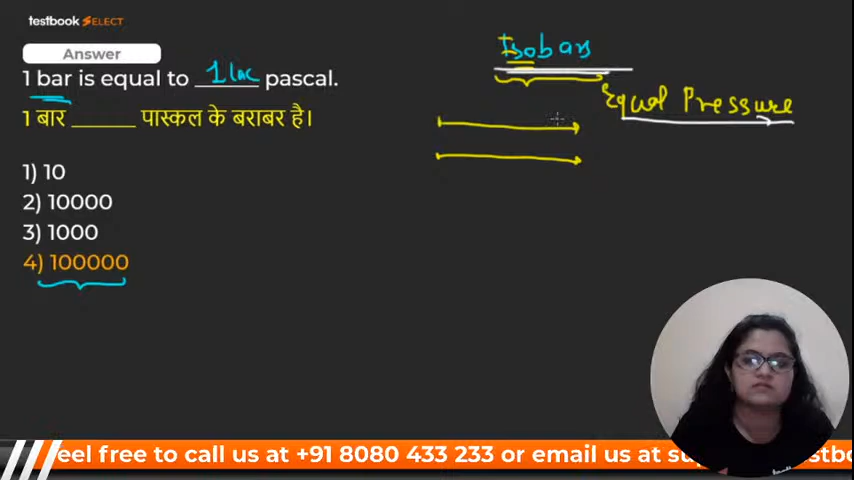 testbook SELECT
Answer
1 bar is equal to 1 lac pascal.
1 बार ______ पास्कल के बराबर है।
1) 10
2) 10000
3) 1000
4) 100000
Isobars
Equal Pressure
eel free to call us at +91 8080 433 233 or email us at su
stbo